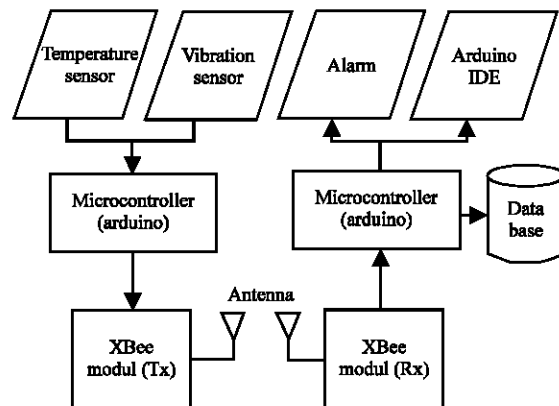 Temperature
sensor
Vibration
sensor
Alarm
Arduino
IDE
Microcontroller
(arduino)
Microcontroller
(arduino)
Data
base
Antenna
XBee
modul (Tx)
XBee
modul (Rx)